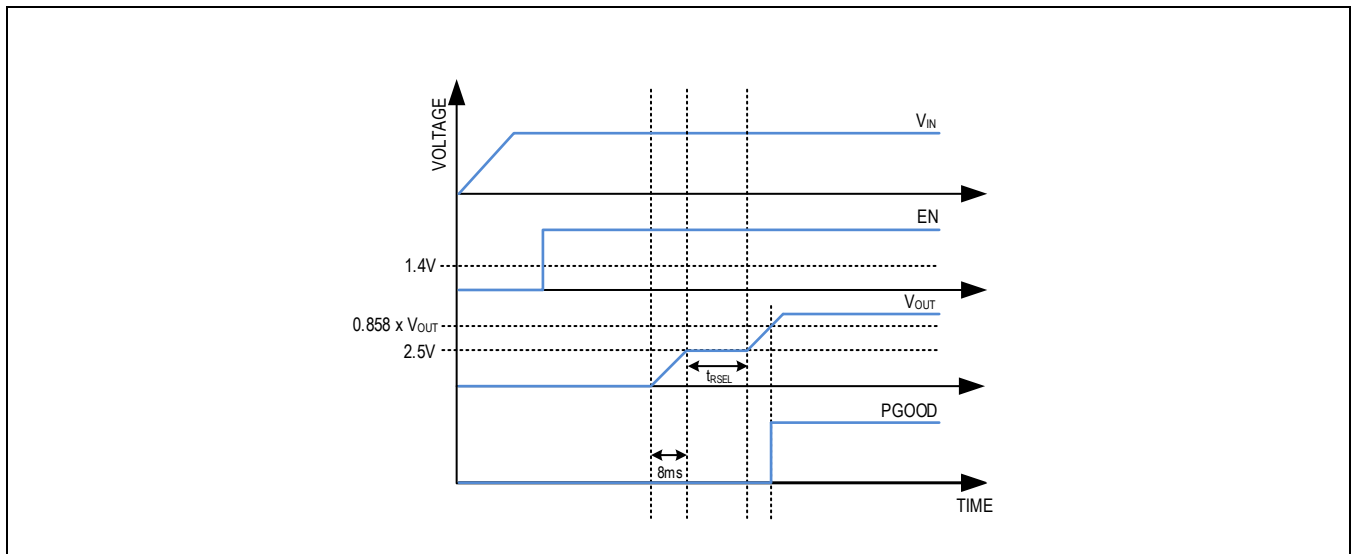 VOLTAGE
VIN
EN
1.4V
VOUT
0.858 x VOUT
2.5V
tRSEL
PGOOD
8ms
TIME